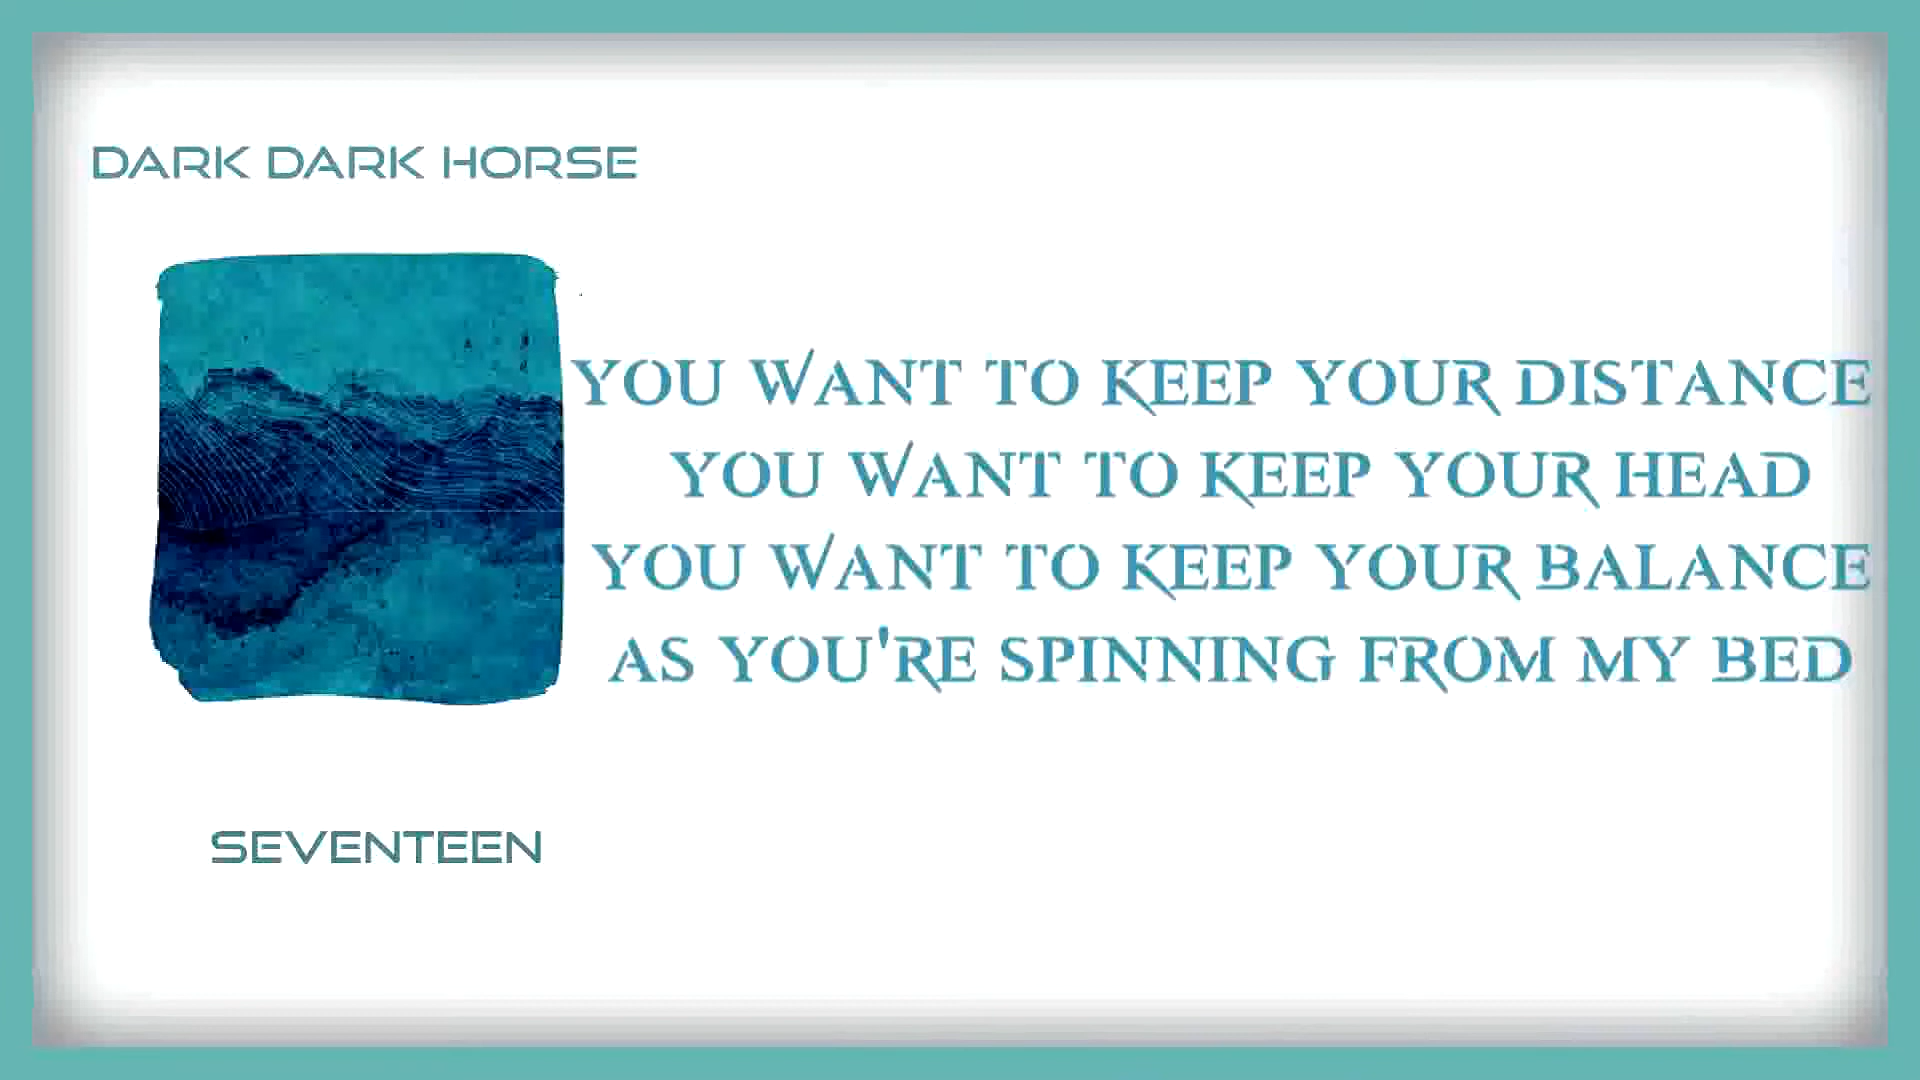 DARK DARK HORSE
YOU WANT TO KEEP YOUR DISTANCE
YOU WANT TO KEEP YOUR HEAD
YOU WANT TO KEEP YOUR BALANCE
AS YOU'RE SPINNING FROM MY BED
SEVENTEEN